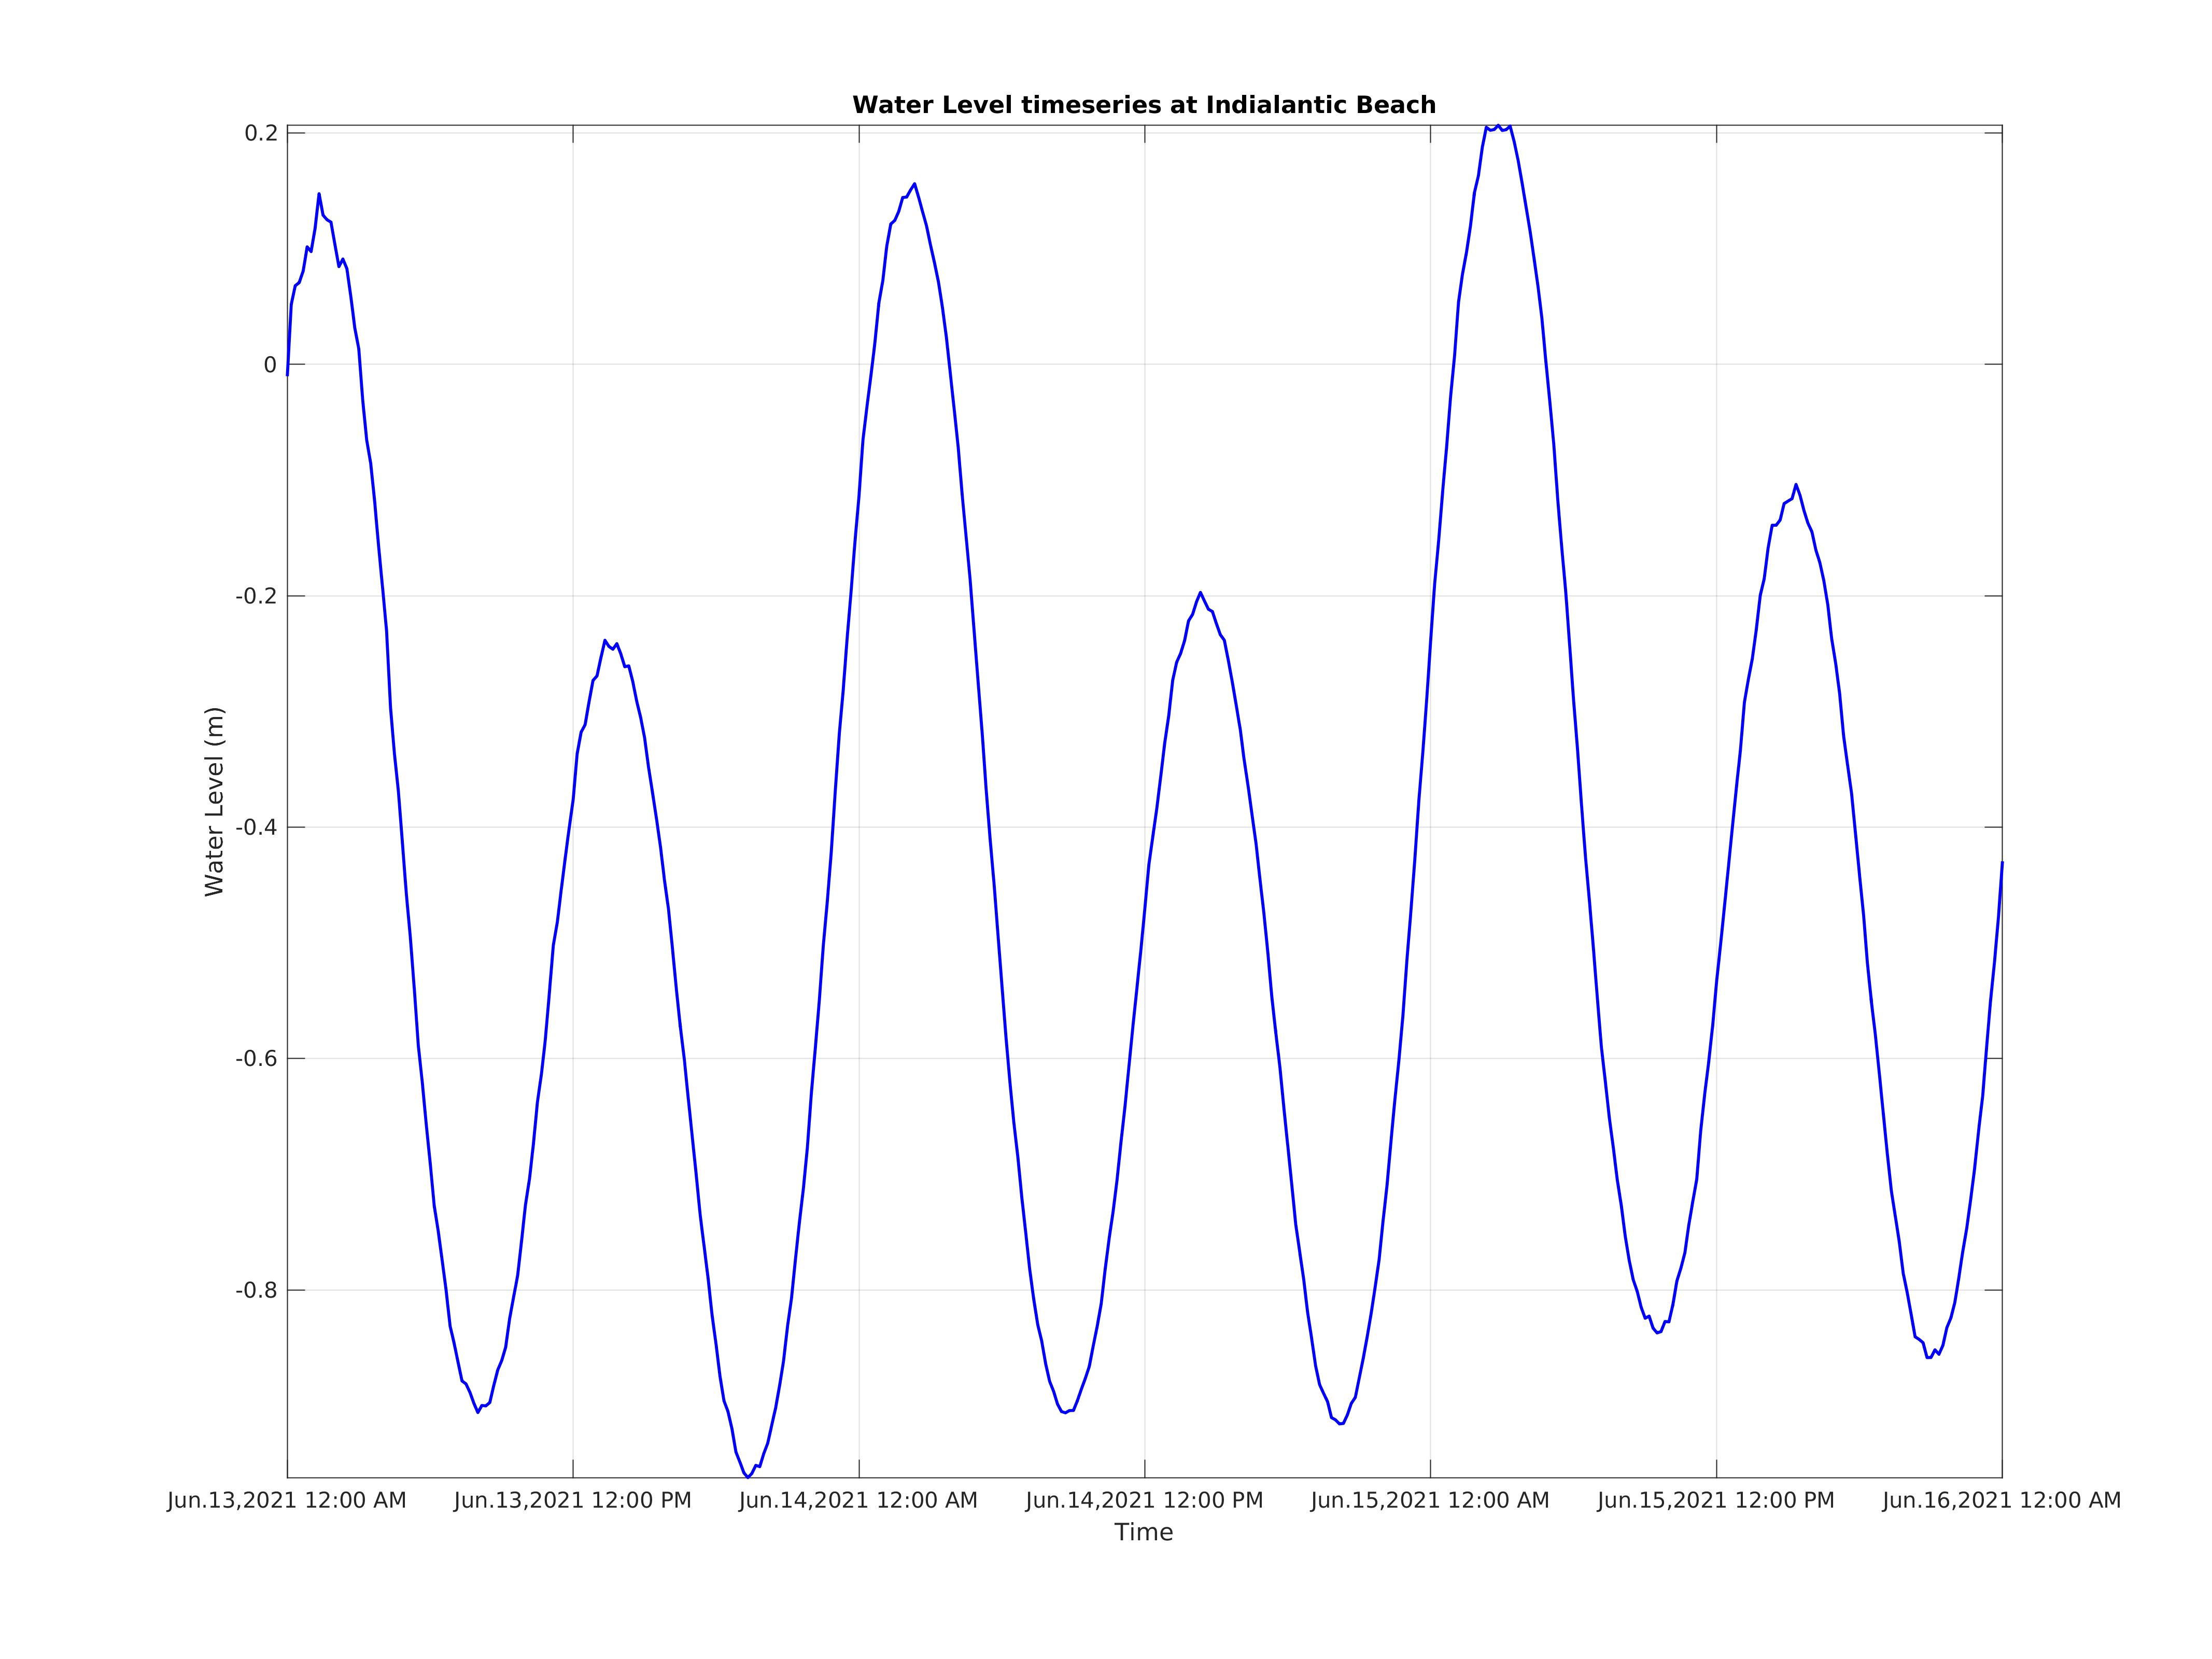 Water Level timeseries at Indialantic Beach
0.2
0
-0.2
-0.4
-0.6
-0.8
Water Level (m)
Jun.13,2021 12:00 AM
Jun.13,2021 12:00 PM
Jun.14,2021 12:00 AM
Jun.14,2021 12:00 PM
Jun.15,2021 12:00 AM
Jun.15,2021 12:00 PM
Jun.16,2021 12:00 AM
Time